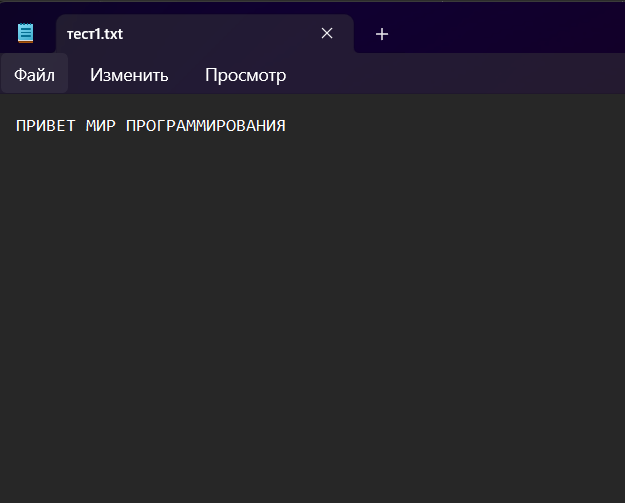 тест1.txt
Файл Изменить Просмотр
ПРИВЕТ МИР ПРОГРАММИРОВАНИЯ